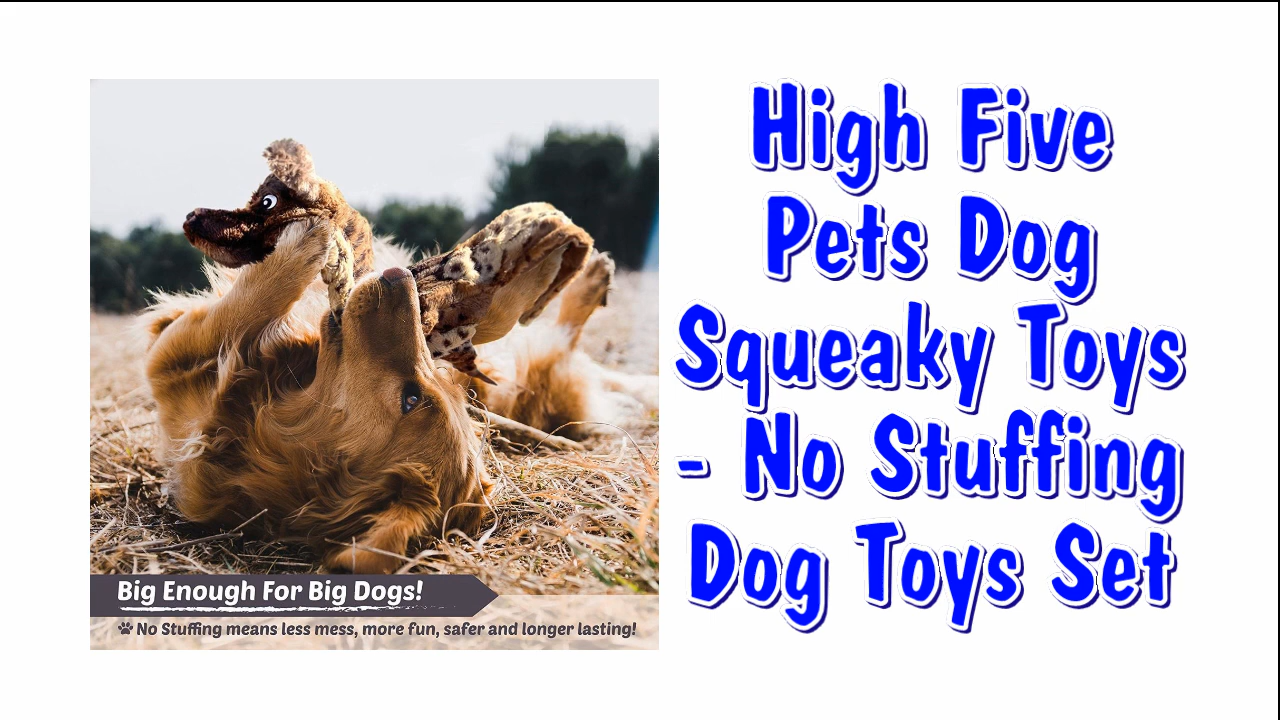 High Five
Pets Dog
Squeaky Toys
- No Stuffing
Dog Toys Set
Big Enough For Big Dogs!
No Stuffing means less mess, more fun, safer and longer lasting!